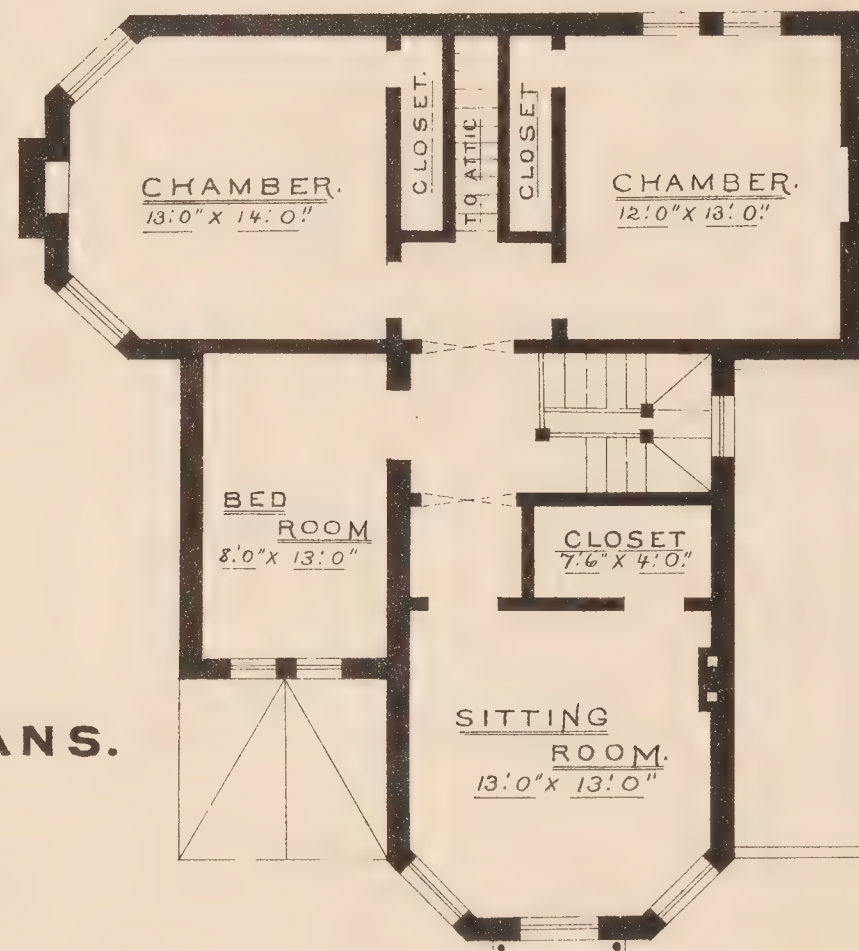 CHAMBER.
13'.0" X 14'.0"
CLOSET.
TO ATTIC
CLOSET
CHAMBER.
12'.0" X 13'.0"
BED
ROOM
8'.0" X 13'.0"
CLOSET
7'.6" X 4'.0"
SITTING
ROOM.
13'.0" X 13'.0"
ANS.